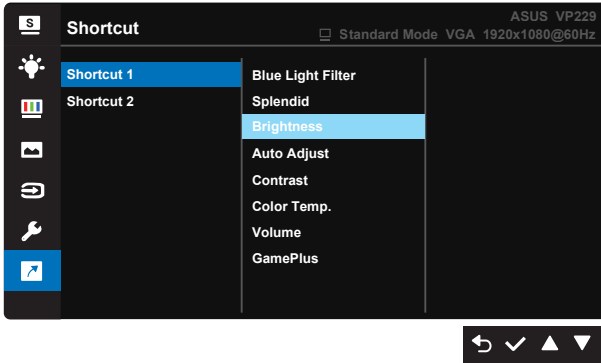 S
Shortcut
ASUS VP229
Standard Mode VGA 1920x1080@60Hz
Shortcut 1
Shortcut 2
Blue Light Filter
Splendid
Brightness
Auto Adjust
Contrast
Color Temp.
Volume
GamePlus